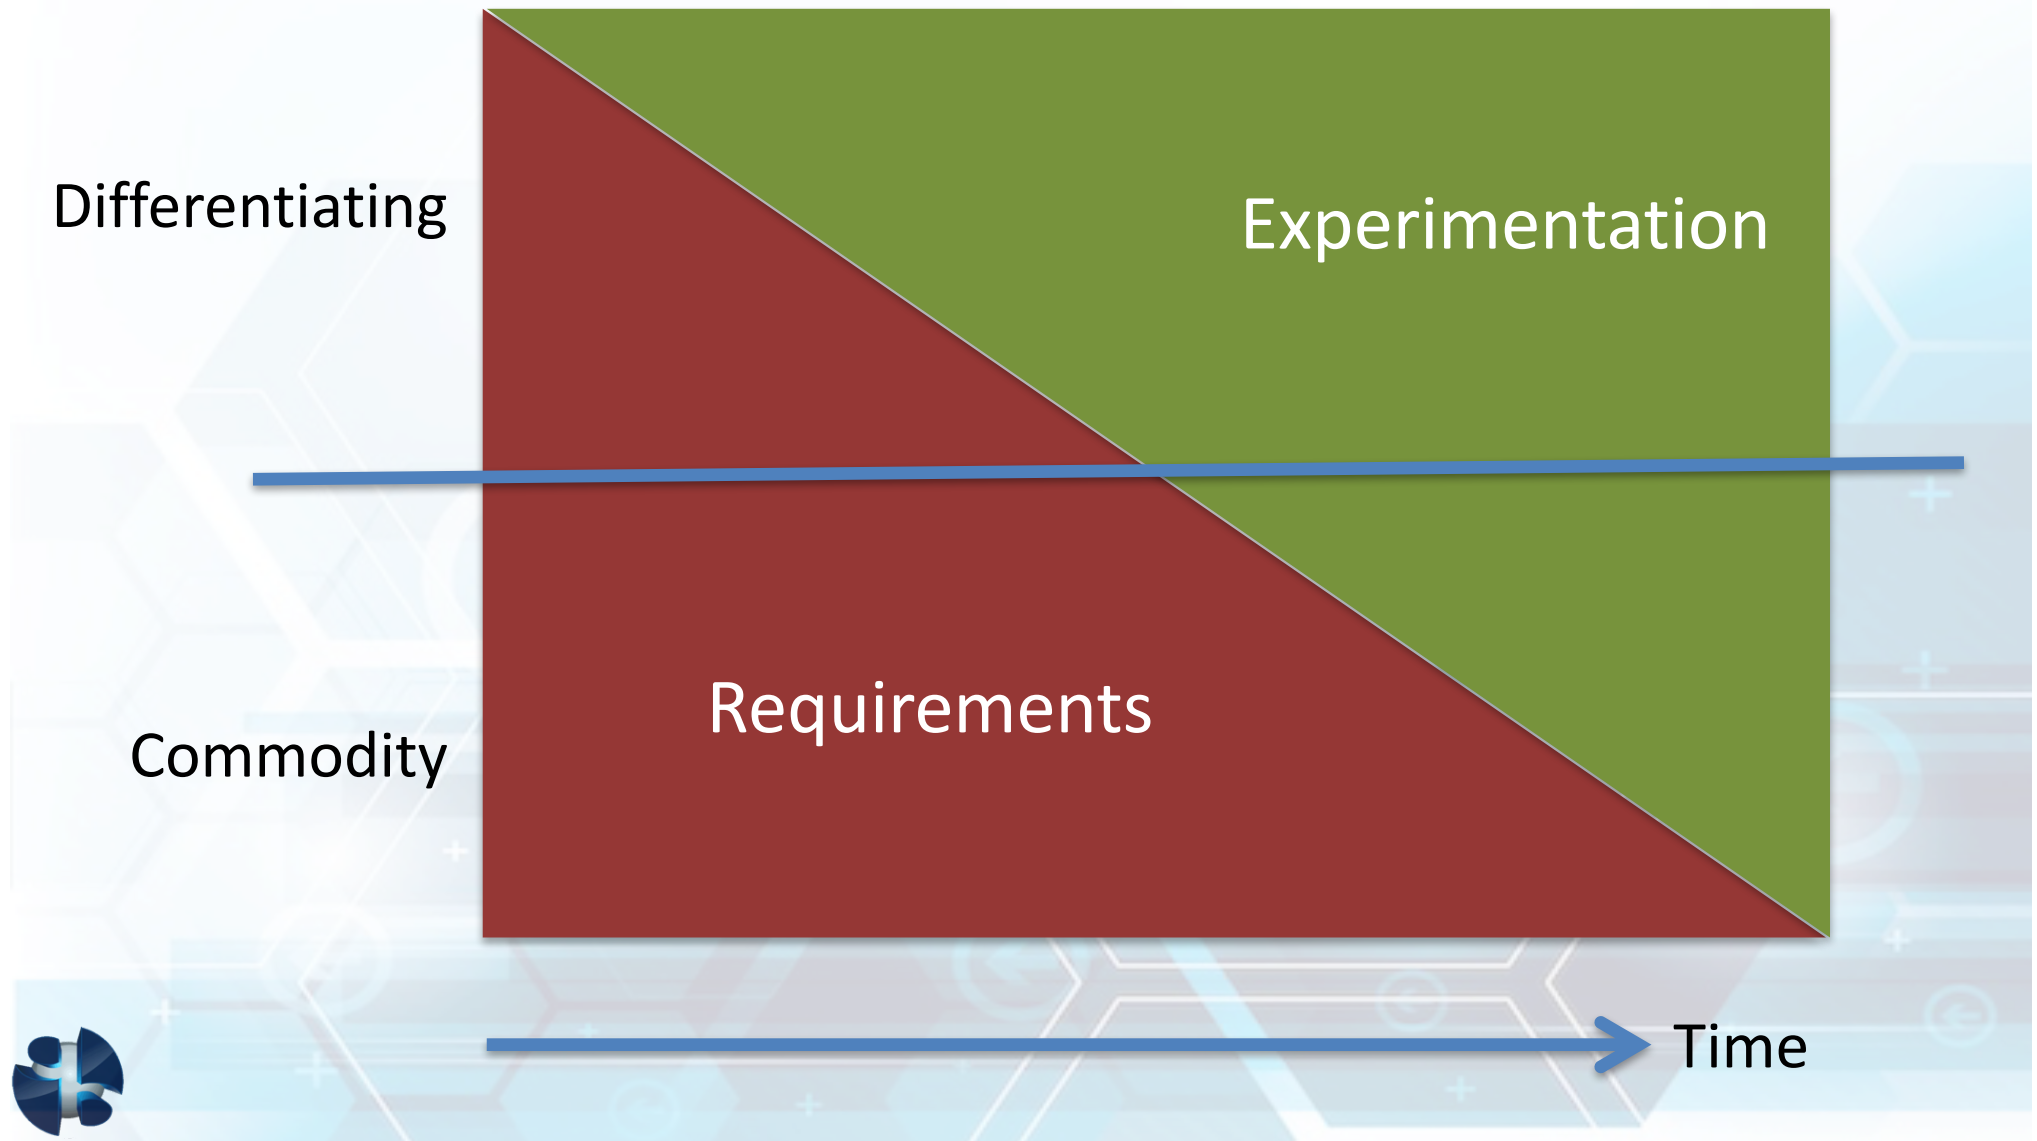 Differentiating
Experimentation
Requirements
Commodity
Time